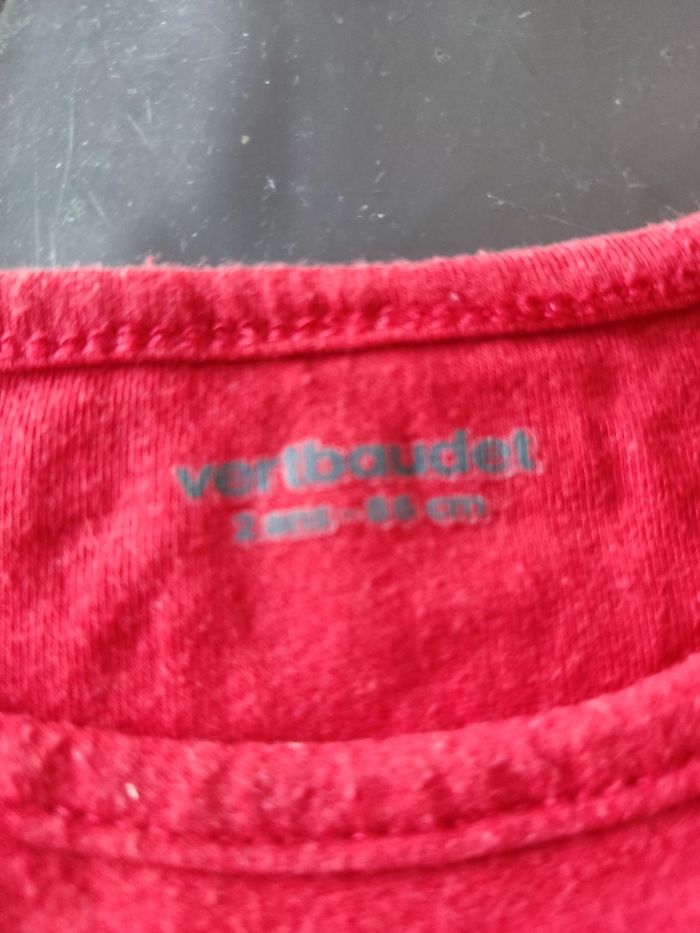 vertbaudet
2 ans - 86 cm